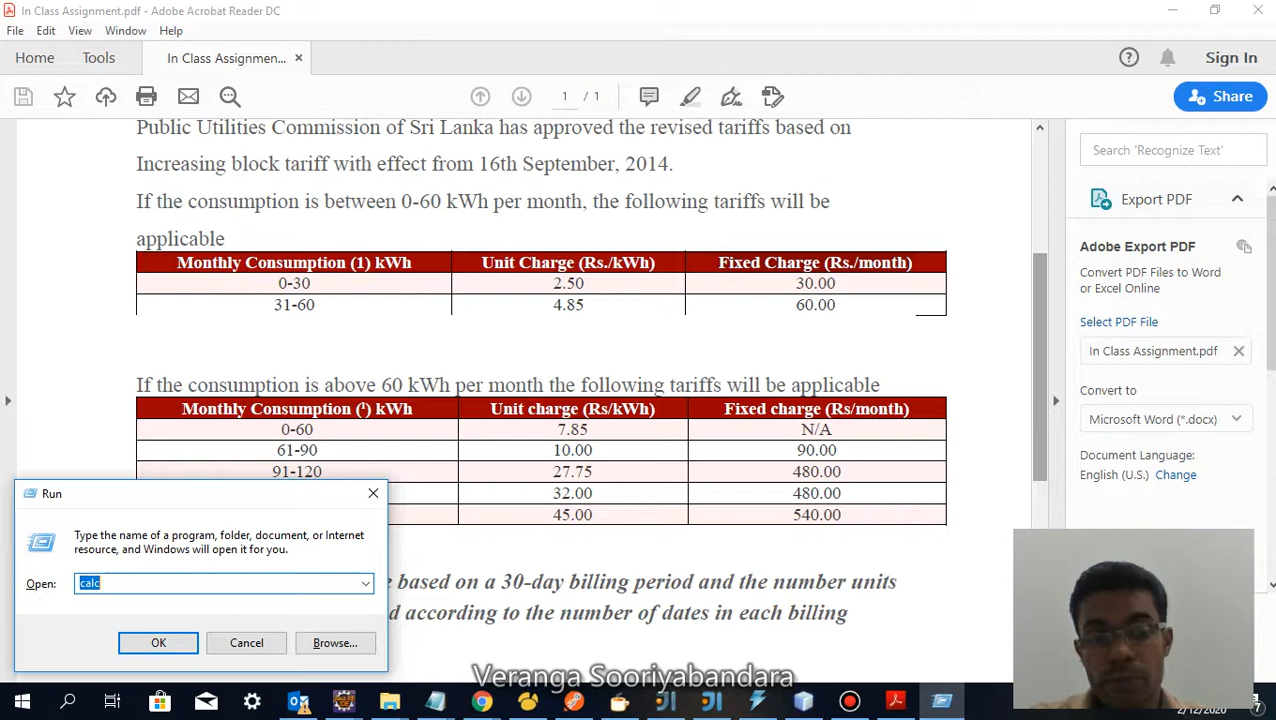 In Class Assignment.pdf - Adobe Acrobat Reader DC
File Edit View Window Help
Home Tools In Class Assignmen... ×
Sign In
1 / 1
Share
Public Utilities Commission of Sri Lanka has approved the revised tariffs based on
Increasing block tariff with effect from 16th September, 2014.
If the consumption is between 0-60 kWh per month, the following tariffs will be
applicable
Monthly Consumption (1) kWh Unit Charge (Rs./kWh) Fixed Charge (Rs./month)
0-30 2.50 30.00
31-60 4.85 60.00
If the consumption is above 60 kWh per month the following tariffs will be applicable
Monthly Consumption (¹) kWh Unit charge (Rs/kWh) Fixed charge (Rs/month)
0-60 7.85 N/A
61-90 10.00 90.00
91-120 27.75 480.00
32.00 480.00
45.00 540.00
based on a 30-day billing period and the number units
according to the number of dates in each billing
Search 'Recognize Text'
Export PDF
Adobe Export PDF
Convert PDF Files to Word
or Excel Online
Select PDF File
In Class Assignment.pdf
Convert to
Microsoft Word (*.docx)
Document Language:
English (U.S.) Change
Run
Type the name of a program, folder, document, or Internet
resource, and Windows will open it for you.
Open: calc
OK Cancel Browse...
Veranga Sooriyabandara
2/12/2020